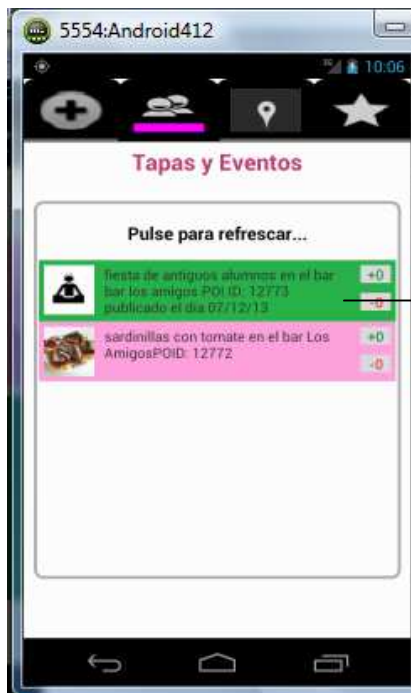 5554:Android412
3G 10:06
Tapas y Eventos
Pulse para refrescar...
fiesta de antiguos alumnos en el bar
bar los amigos POI ID: 12773
publicado el dia 07/12/13
+0
-0
sardinillas con tomate en el bar Los
AmigosPOID: 12772
+0
-0